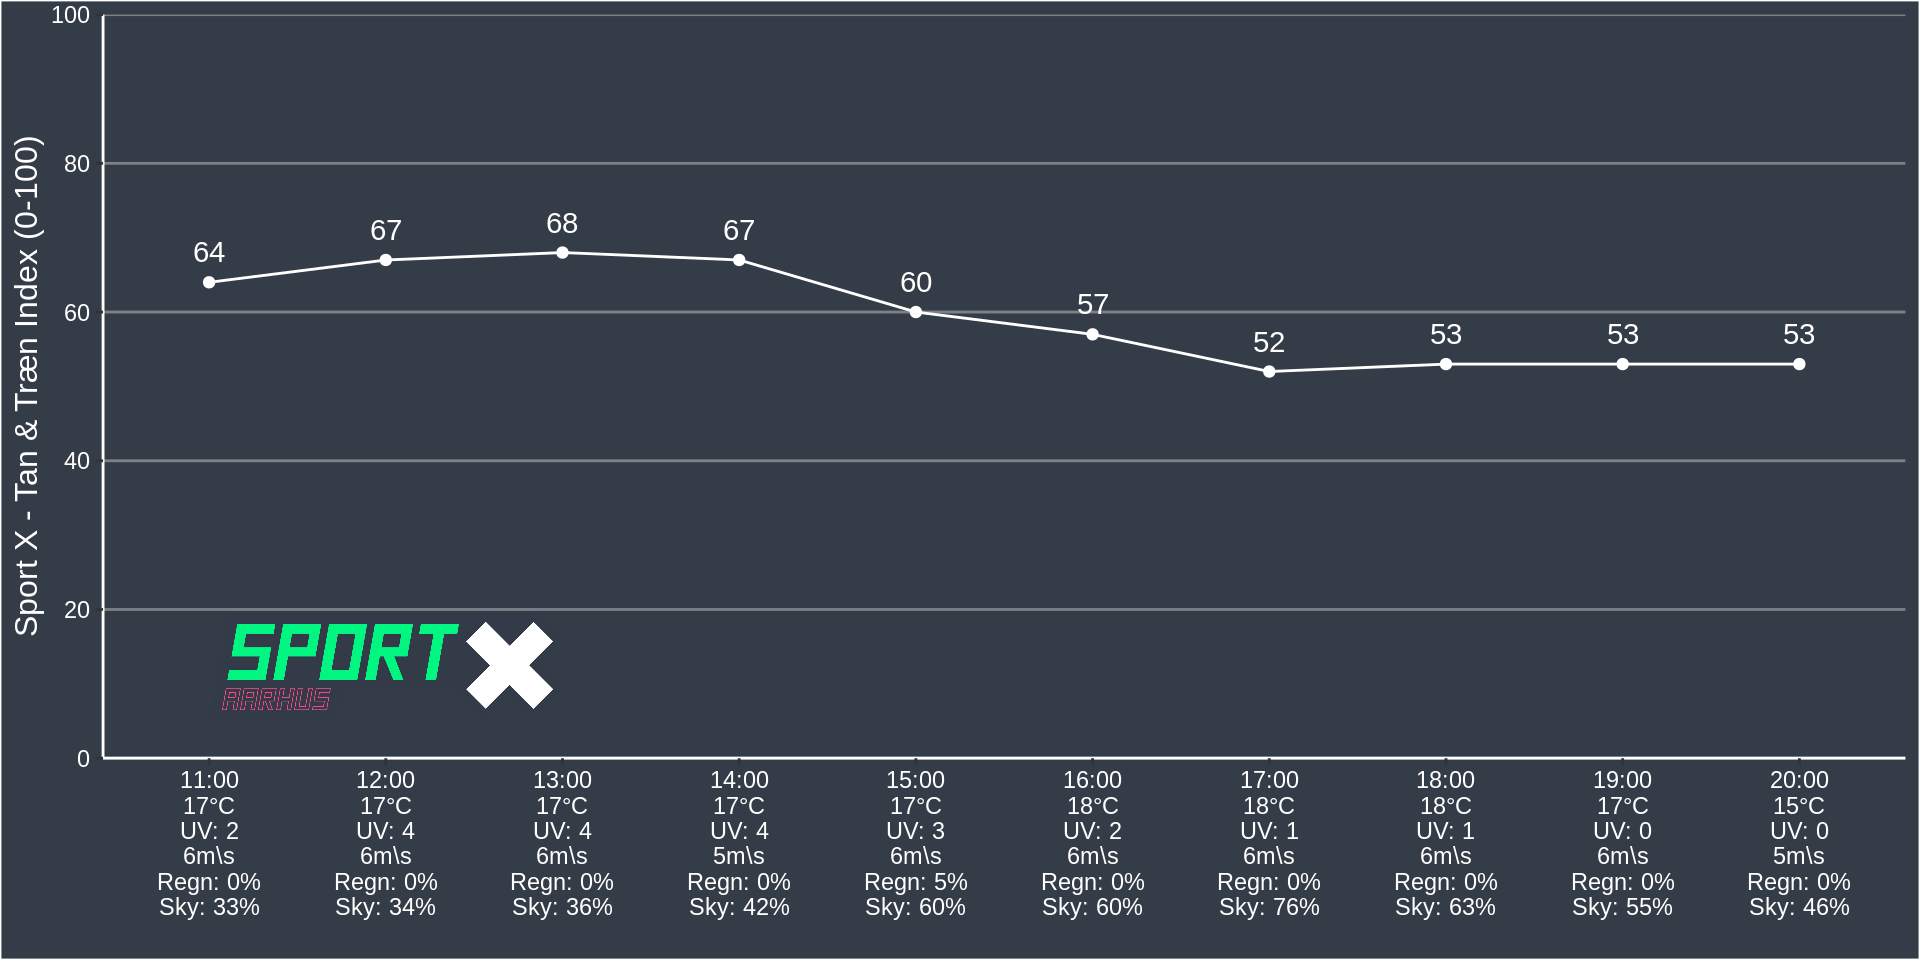 Sport X - Tan & Træn Index (0-100)
100
80
60
40
20
0
64
67
68
67
60
57
52
53
53
53
SPORT X
AARHUS
11:00 12:00 13:00 14:00 15:00 16:00 17:00 18:00 19:00 20:00
17°C 17°C 17°C 17°C 17°C 18°C 18°C 18°C 17°C 15°C
UV: 2 UV: 4 UV: 4 UV: 4 UV: 3 UV: 2 UV: 1 UV: 1 UV: 0 UV: 0
6m\s 6m\s 6m\s 5m\s 6m\s 6m\s 6m\s 6m\s 6m\s 5m\s
Regn: 0% Regn: 0% Regn: 0% Regn: 0% Regn: 5% Regn: 0% Regn: 0% Regn: 0% Regn: 0% Regn: 0%
Sky: 33% Sky: 34% Sky: 36% Sky: 42% Sky: 60% Sky: 60% Sky: 76% Sky: 63% Sky: 55% Sky: 46%